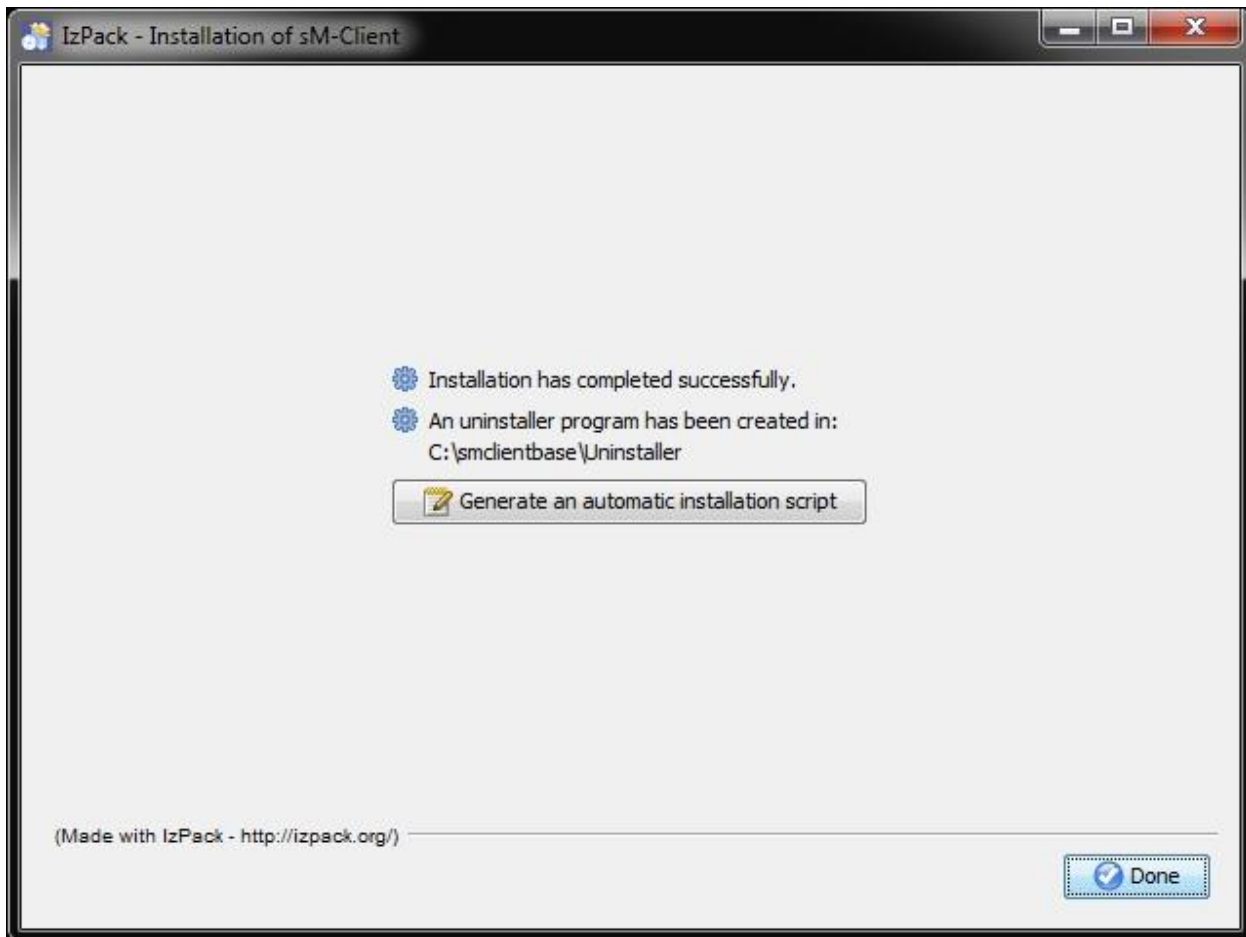 IzPack - Installation of sM-Client
Installation has completed successfully.
An uninstaller program has been created in:
C:\smclientbase\Uninstaller
Generate an automatic installation script
(Made with IzPack - http://izpack.org/)
Done